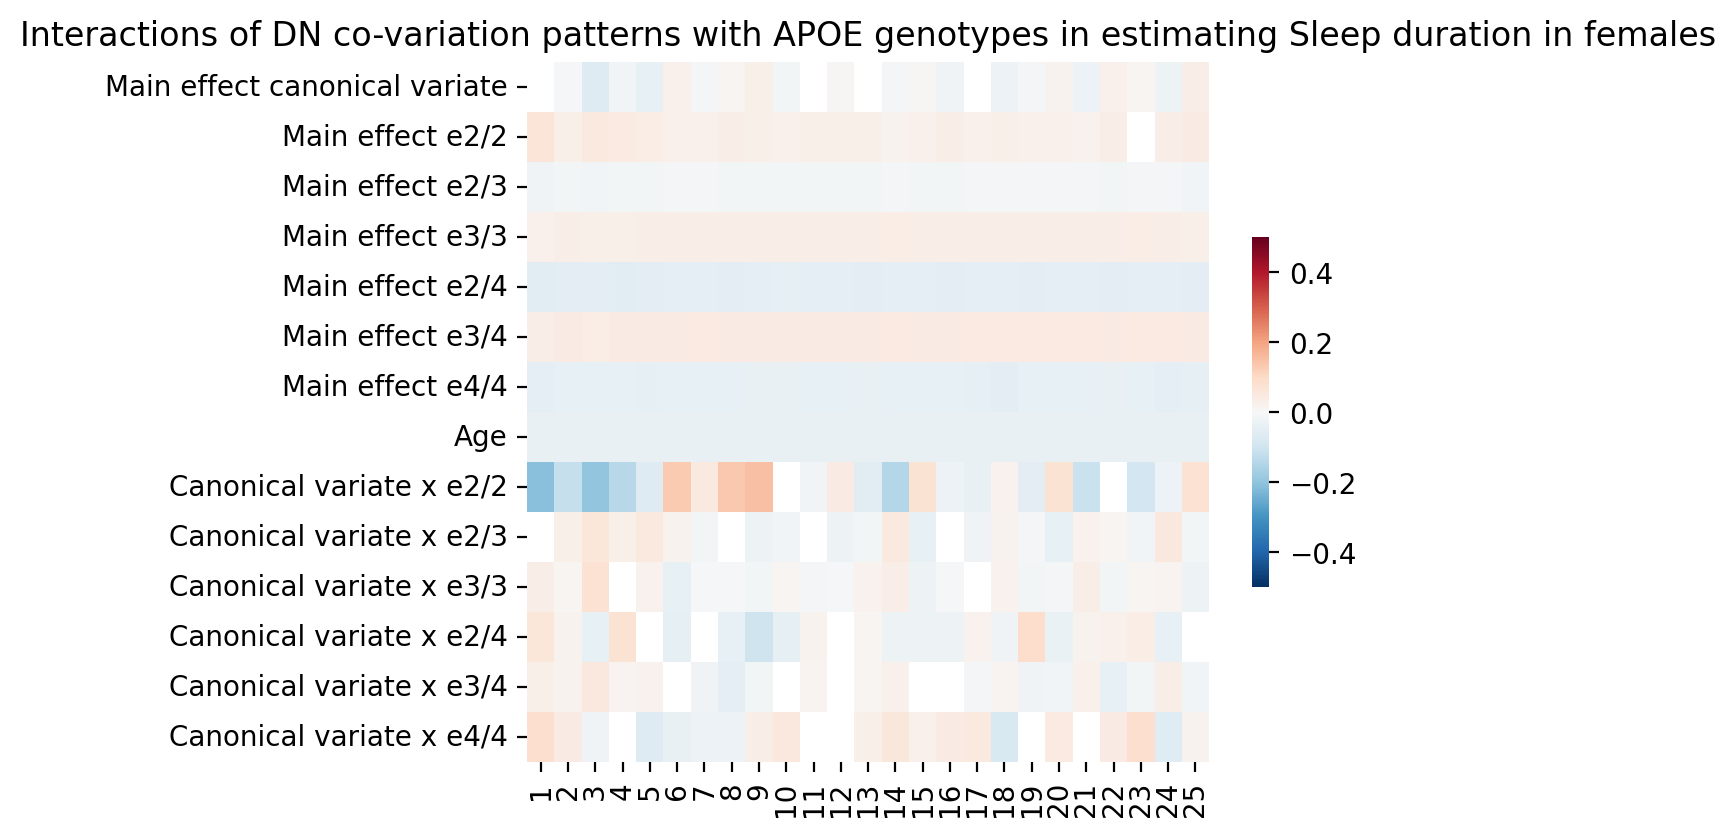 Interactions of DN co-variation patterns with APOE genotypes in estimating Sleep duration in females
Main effect canonical variate
Main effect e2/2
Main effect e2/3
Main effect e3/3
Main effect e2/4
Main effect e3/4
Main effect e4/4
Age
Canonical variate x e2/2
Canonical variate x e2/3
Canonical variate x e3/3
Canonical variate x e2/4
Canonical variate x e3/4
Canonical variate x e4/4
1 2 3 4 5 6 7 8 9 10 11 12 13 14 15 16 17 18 19 20 21 22 23 24 25
0.4
0.2
0.0
−0.2
−0.4